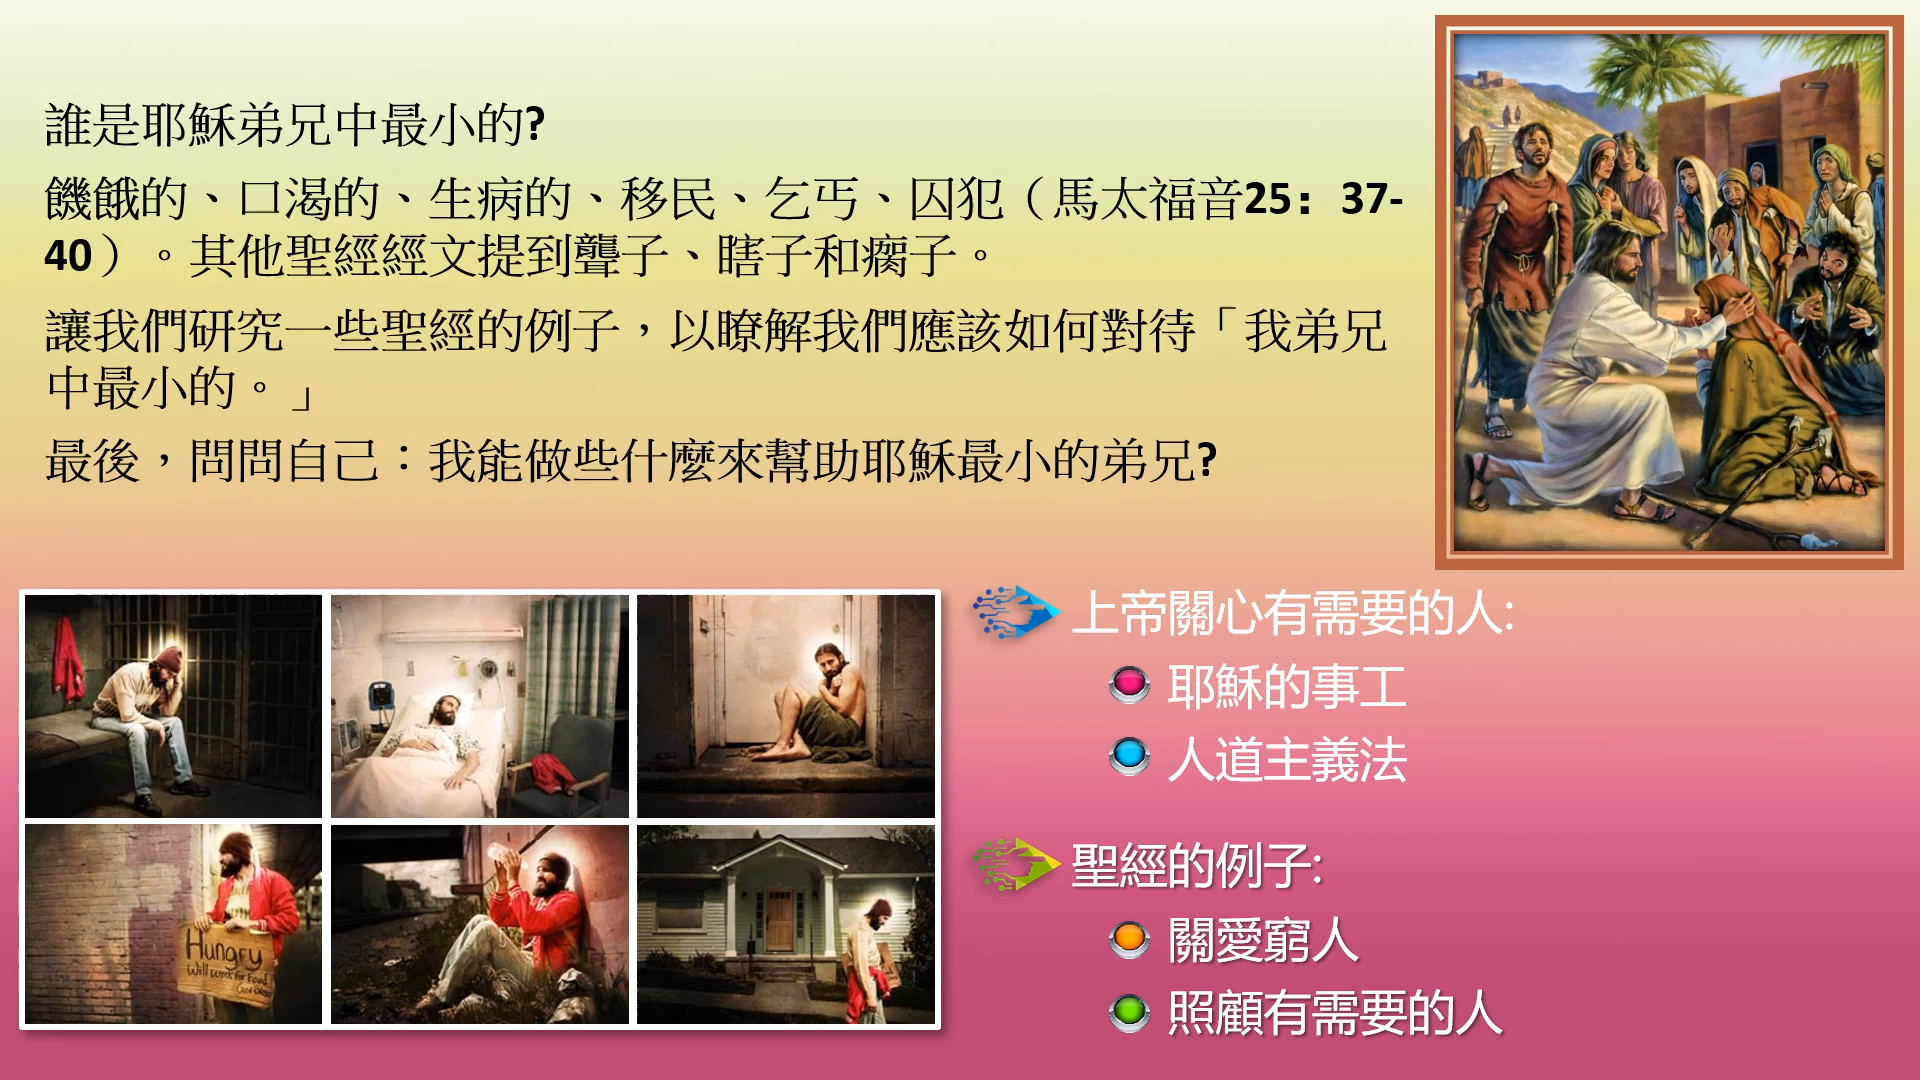 誰是耶穌弟兄中最小的?
饑餓的、口渴的、生病的、移民、乞丐、囚犯（馬太福音25：37-
40）。其他聖經經文提到聾子、瞎子和瘸子。
讓我們研究一些聖經的例子，以瞭解我們應該如何對待「我弟兄
中最小的。」
最後，問問自己：我能做些什麼來幫助耶穌最小的弟兄?
上帝關心有需要的人:
耶穌的事工
人道主義法
聖經的例子:
關愛窮人
照顧有需要的人
Hungry
Will work for Food